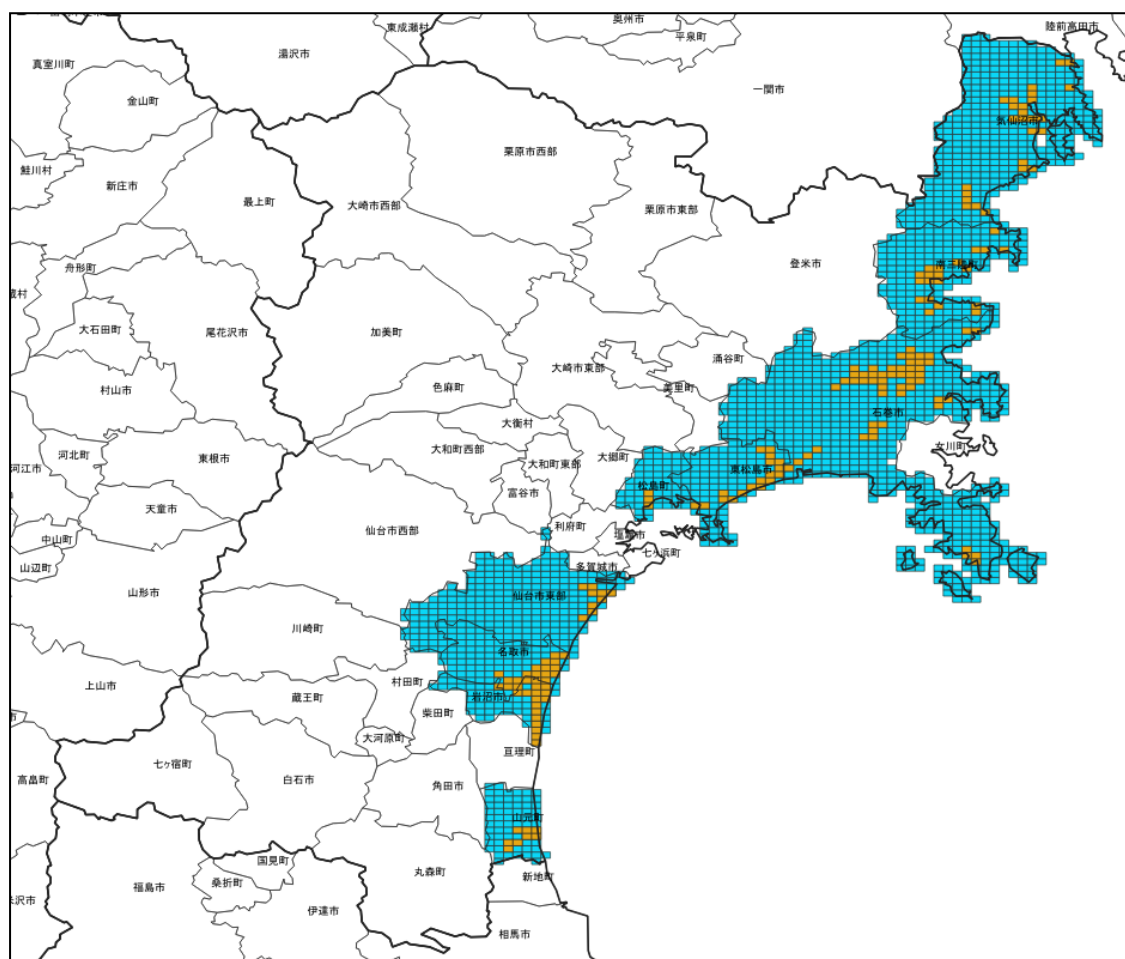 奥州市
陸前高田市
東成瀬村
平泉町
湯沢市
真室川町
一関市
金山町
気仙沼市
栗原市西部
鮭川村
新庄市
最上町
大崎市西部
栗原市東部
舟形町
登米市
南三陸町
大石田町
尾花沢市
加美町
涌谷町
大崎市東部
村山市
色麻町
美里町
石巻市
大衡村
女川町
河北町
東根市
大和町西部
大郷町
大和町東部
東松島市
河江市
松島町
富谷市
天童市
仙台市西部
利府町
塩竈市
中山町
七ヶ浜町
山辺町
多賀城市
山形市
仙台市東部
川崎町
名取市
上山市
村田町
蔵王町
岩沼市
柴田町
大河原町
亘理町
七ヶ宿町
高畠町
白石市
角田市
山元町
国見町
丸森町
新地町
桑折町
福島市
伊達市
相馬市